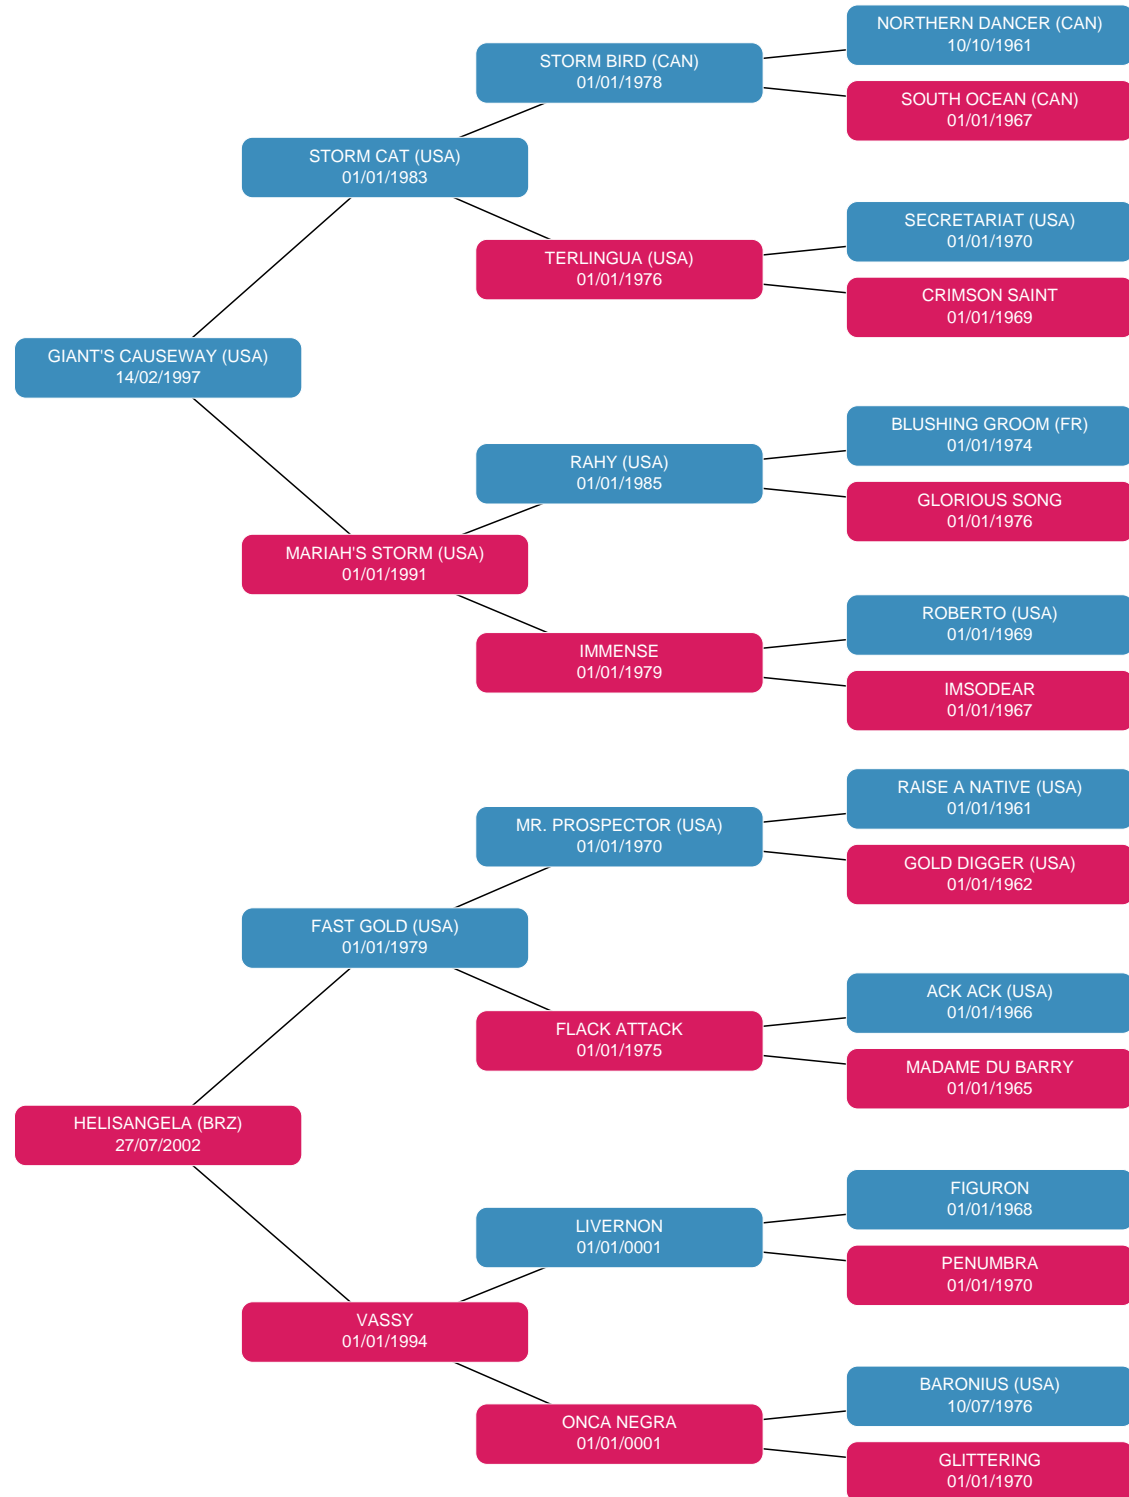 NORTHERN DANCER (CAN)
10/10/1961
STORM BIRD (CAN)
01/01/1978
SOUTH OCEAN (CAN)
01/01/1967
STORM CAT (USA)
01/01/1983
SECRETARIAT (USA)
01/01/1970
TERLINGUA (USA)
01/01/1976
CRIMSON SAINT
01/01/1969
GIANT'S CAUSEWAY (USA)
14/02/1997
BLUSHING GROOM (FR)
01/01/1974
RAHY (USA)
01/01/1985
GLORIOUS SONG
01/01/1976
MARIAH'S STORM (USA)
01/01/1991
ROBERTO (USA)
01/01/1969
IMMENSE
01/01/1979
IMSODEAR
01/01/1967
RAISE A NATIVE (USA)
01/01/1961
MR. PROSPECTOR (USA)
01/01/1970
GOLD DIGGER (USA)
01/01/1962
FAST GOLD (USA)
01/01/1979
ACK ACK (USA)
01/01/1966
FLACK ATTACK
01/01/1975
MADAME DU BARRY
01/01/1965
HELISANGELA (BRZ)
27/07/2002
FIGURON
01/01/1968
LIVERNON
01/01/0001
PENUMBRA
01/01/1970
VASSY
01/01/1994
BARONIUS (USA)
10/07/1976
ONCA NEGRA
01/01/0001
GLITTERING
01/01/1970